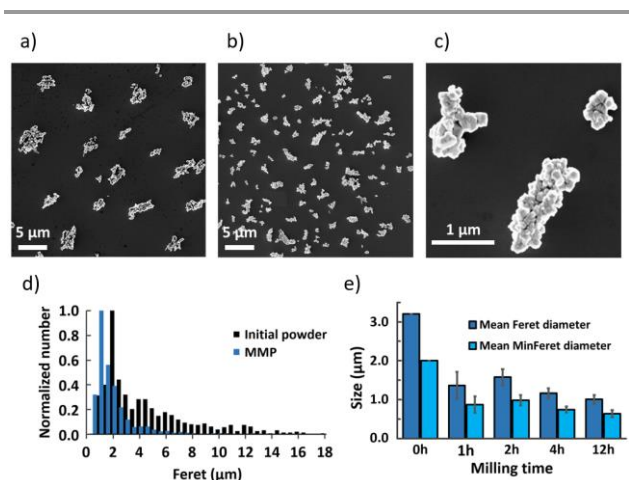 a)
b)
c)
5 µm
5 µm
1 µm
d)
e)
Normalized number
1.0
0.8
0.6
0.4
0.2
0.0
Initial powder
MMP
0 2 4 6 8 10 12 14 16 18
Feret (µm)
Size (µm)
3.0
2.0
1.0
0.0
Mean Feret diameter
Mean MinFeret diameter
0h 1h 2h 4h 12h
Milling time